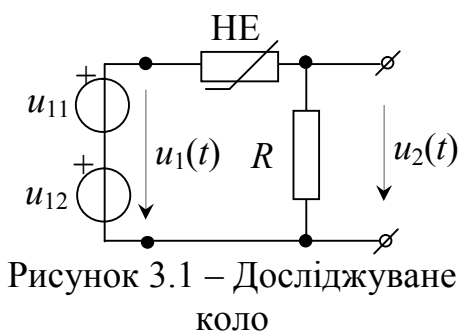 НЕ
+
u11
u1(t)
R
u2(t)
+
u12
Рисунок 3.1 – Досліджуване
коло